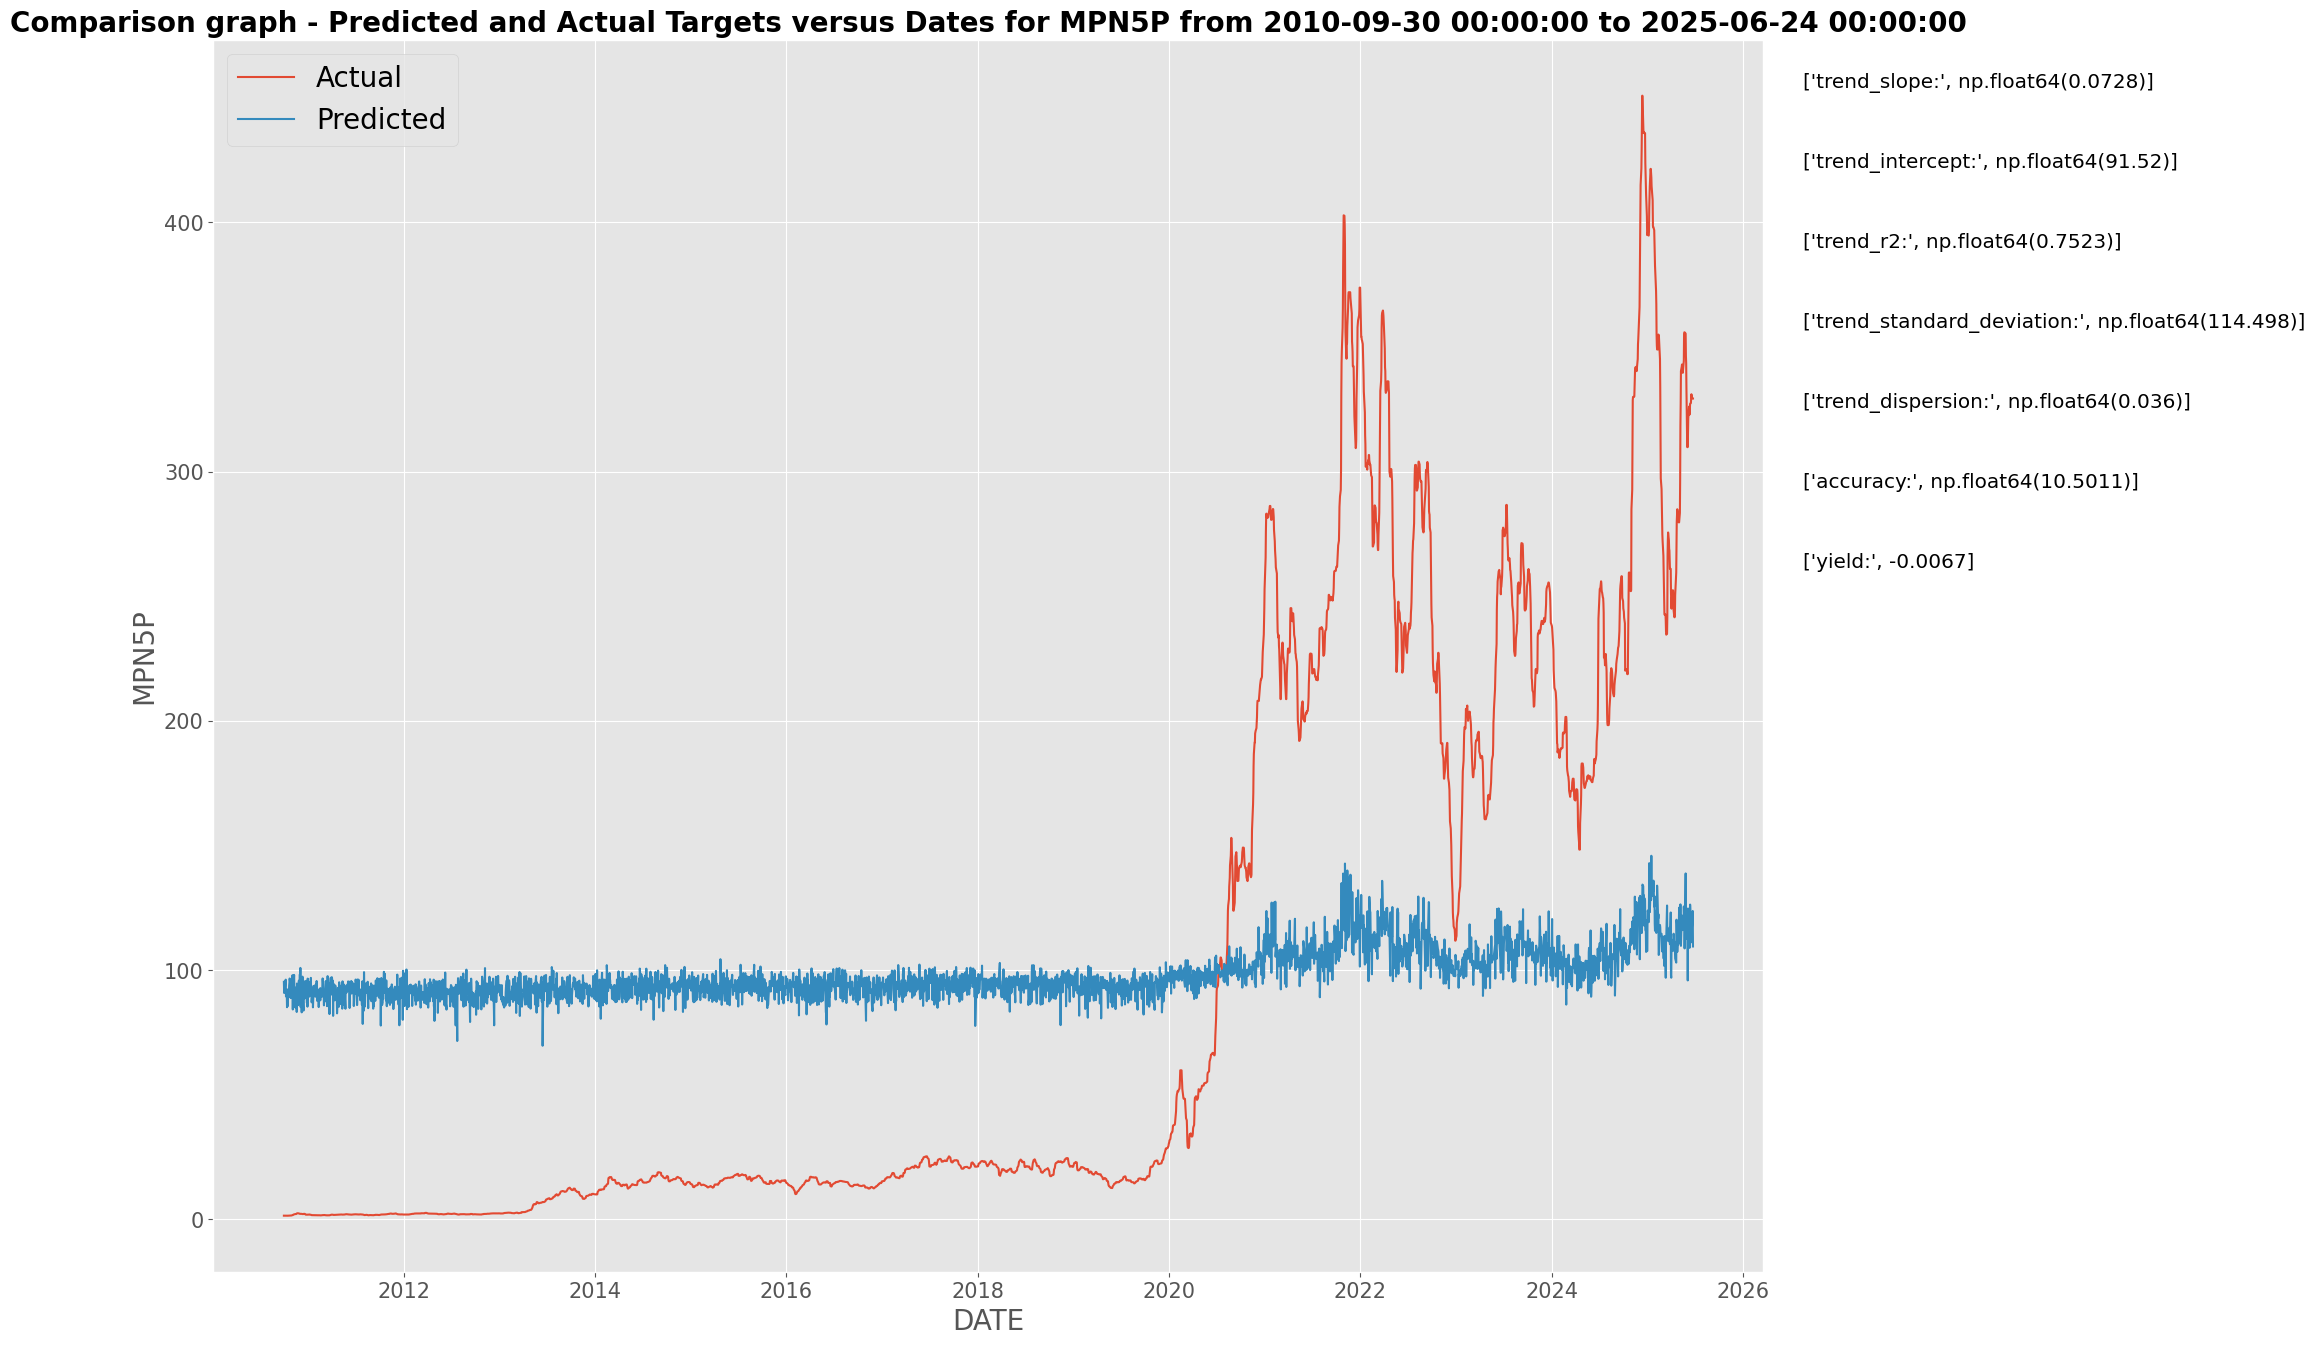 Comparison graph - Predicted and Actual Targets versus Dates for MPN5P from 2010-09-30 00:00:00 to 2025-06-24 00:00:00
Actual
Predicted
['trend_slope:', np.float64(0.0728)]
['trend_intercept:', np.float64(91.52)]
['trend_r2:', np.float64(0.7523)]
['trend_standard_deviation:', np.float64(114.498)]
['trend_dispersion:', np.float64(0.036)]
['accuracy:', np.float64(10.5011)]
['yield:', -0.0067]
MPN5P
400
300
200
100
0
2012 2014 2016 2018 2020 2022 2024 2026
DATE